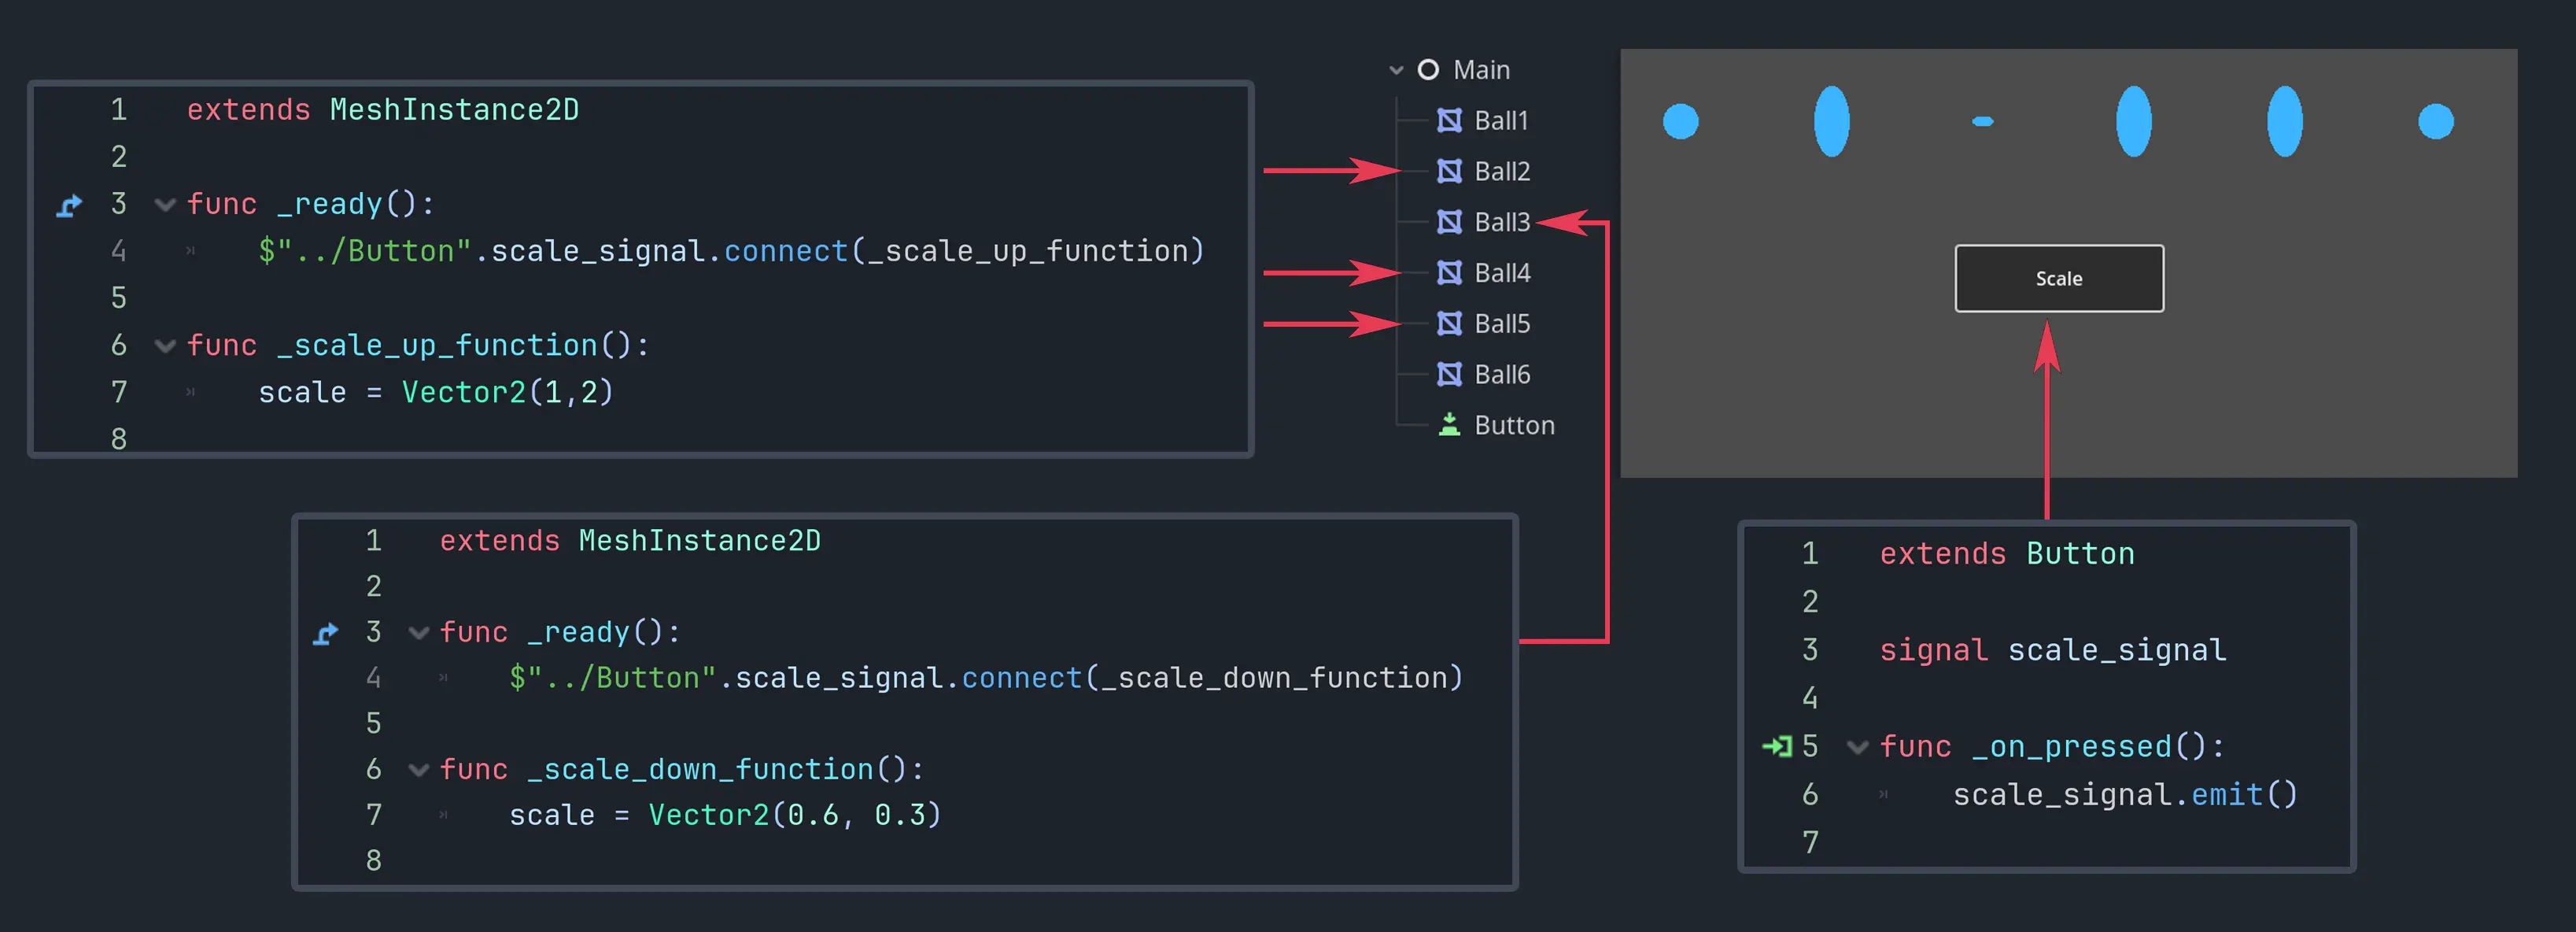 1 extends MeshInstance2D
2
3 func _ready():
4 $"../Button".scale_signal.connect(_scale_up_function)
5
6 func _scale_up_function():
7 scale = Vector2(1,2)
8
Main
Ball1
Ball2
Ball3
Ball4
Ball5
Ball6
Button
Scale
1 extends MeshInstance2D
2
3 func _ready():
4 $"../Button".scale_signal.connect(_scale_down_function)
5
6 func _scale_down_function():
7 scale = Vector2(0.6, 0.3)
8
1 extends Button
2
3 signal scale_signal
4
5 func _on_pressed():
6 scale_signal.emit()
7